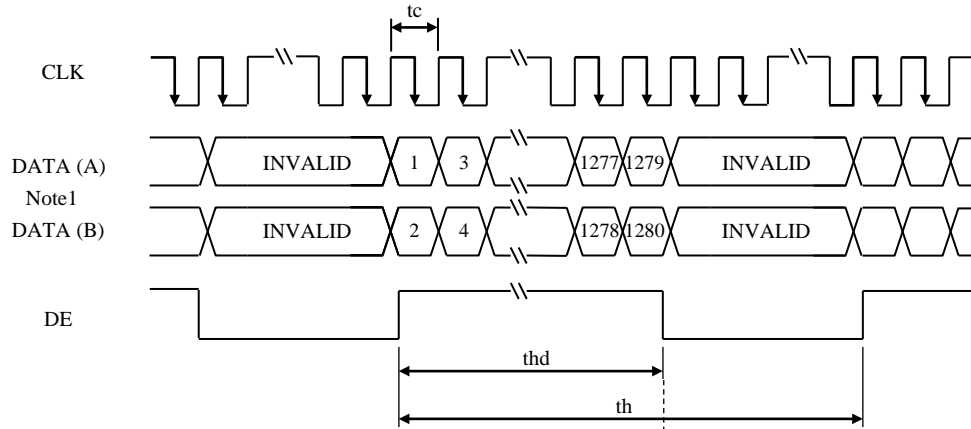 tc
CLK
DATA (A) INVALID 1 3 1277 1279 INVALID
Note1
DATA (B) INVALID 2 4 1278 1280 INVALID
DE
thd
th